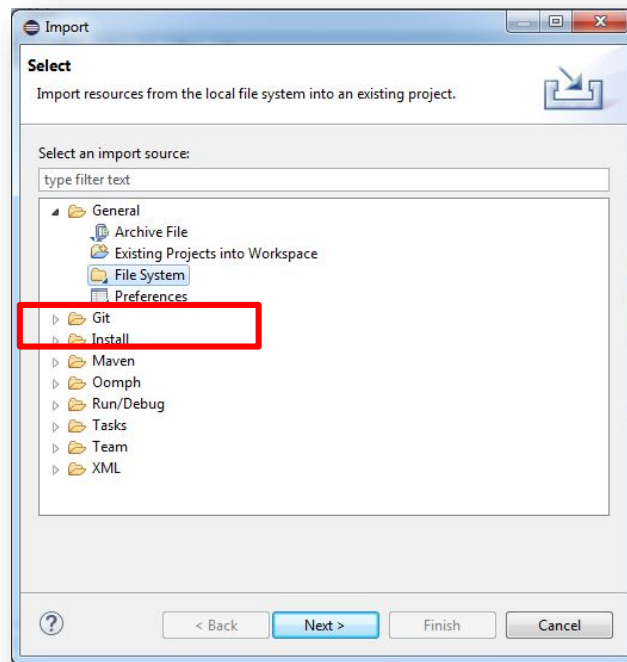 Import
Select
Import resources from the local file system into an existing project.
Select an import source:
type filter text
General
Archive File
Existing Projects into Workspace
File System
Preferences
Git
Install
Maven
Oomph
Run/Debug
Tasks
Team
XML
?
< Back Next > Finish Cancel